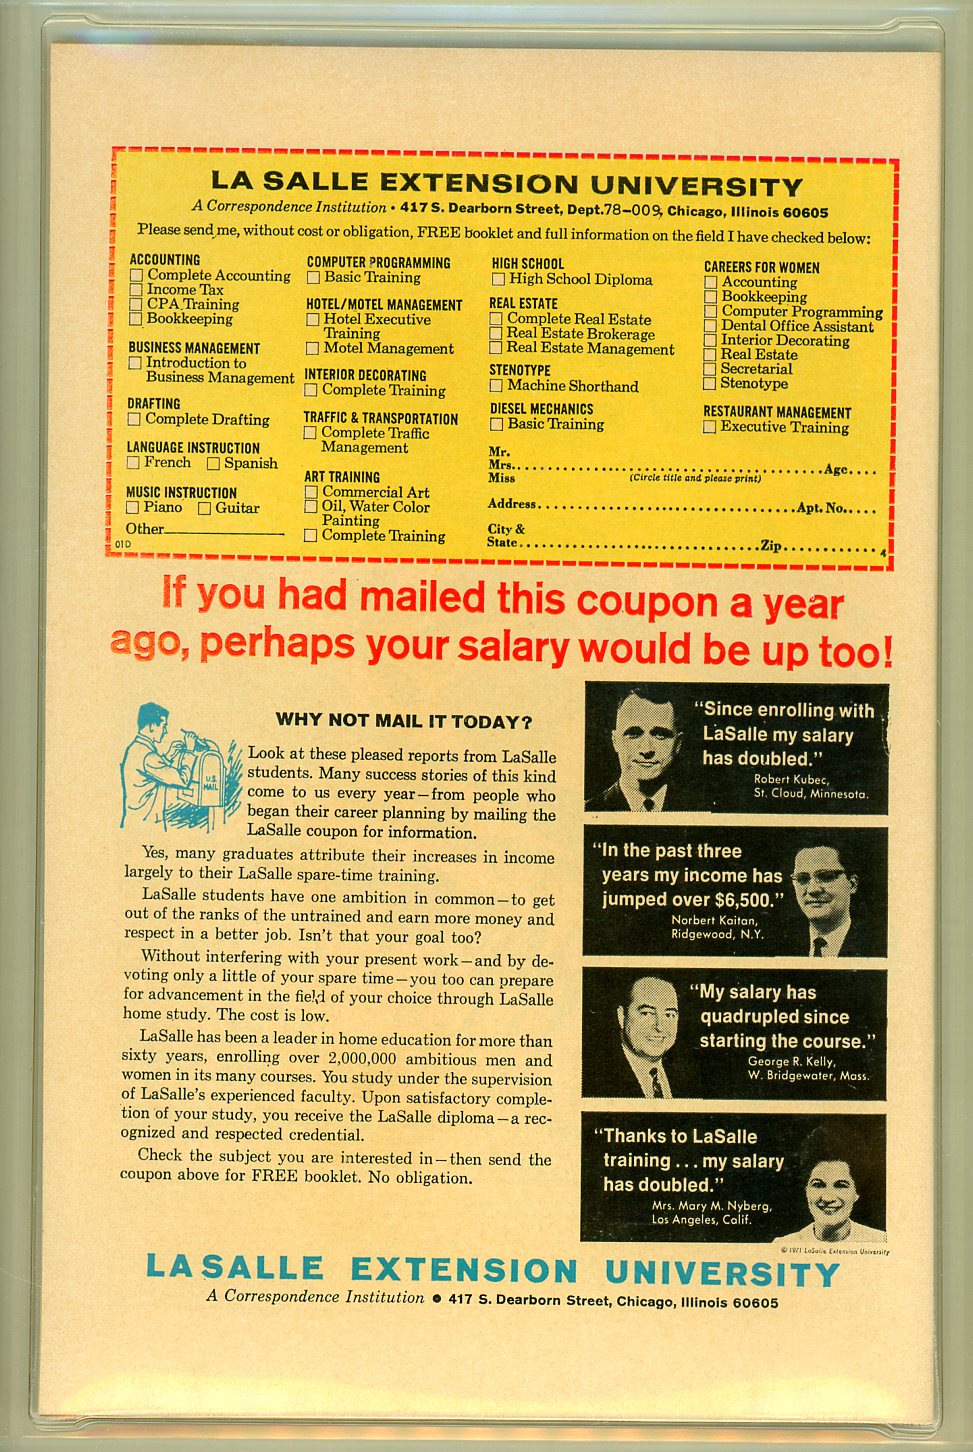 LA SALLE EXTENSION UNIVERSITY
A Correspondence Institution • 417 S. Dearborn Street, Dept. 78-009, Chicago, Illinois 60605
Please send me, without cost or obligation, FREE booklet and full information on the field I have checked below:
ACCOUNTING
Complete Accounting
Income Tax
CPA Training
Bookkeeping
BUSINESS MANAGEMENT
Introduction to
Business Management
DRAFTING
Complete Drafting
LANGUAGE INSTRUCTION
French Spanish
MUSIC INSTRUCTION
Piano Guitar
Other
01D
COMPUTER PROGRAMMING
Basic Training
HOTEL/MOTEL MANAGEMENT
Hotel Executive
Training
Motel Management
INTERIOR DECORATING
Complete Training
TRAFFIC & TRANSPORTATION
Complete Traffic
Management
ART TRAINING
Commercial Art
Oil, Water Color
Painting
Complete Training
HIGH SCHOOL
High School Diploma
REAL ESTATE
Complete Real Estate
Real Estate Brokerage
Real Estate Management
STENOTYPE
Machine Shorthand
DIESEL MECHANICS
Basic Training
CAREERS FOR WOMEN
Accounting
Bookkeeping
Computer Programming
Dental Office Assistant
Interior Decorating
Real Estate
Secretarial
Stenotype
RESTAURANT MANAGEMENT
Executive Training
Mr.
Mrs. Age
Miss (Circle title and please print)
Address Apt. No.
City &
State Zip 4
If you had mailed this coupon a year
ago, perhaps your salary would be up too!
WHY NOT MAIL IT TODAY?
U.S.
MAIL
Look at these pleased reports from LaSalle
students. Many success stories of this kind
come to us every year—from people who
began their career planning by mailing the
LaSalle coupon for information.
Yes, many graduates attribute their increases in income
largely to their LaSalle spare-time training.
LaSalle students have one ambition in common—to get
out of the ranks of the untrained and earn more money and
respect in a better job. Isn't that your goal too?
Without interfering with your present work—and by de-
voting only a little of your spare time—you too can prepare
for advancement in the field of your choice through LaSalle
home study. The cost is low.
LaSalle has been a leader in home education for more than
sixty years, enrolling over 2,000,000 ambitious men and
women in its many courses. You study under the supervision
of LaSalle's experienced faculty. Upon satisfactory comple-
tion of your study, you receive the LaSalle diploma—a rec-
ognized and respected credential.
Check the subject you are interested in—then send the
coupon above for FREE booklet. No obligation.
"Since enrolling with
LaSalle my salary
has doubled."
Robert Kubec,
St. Cloud, Minnesota.
"In the past three
years my income has
jumped over $6,500."
Norbert Kaitan,
Ridgewood, N.Y.
"My salary has
quadrupled since
starting the course."
George R. Kelly,
W. Bridgewater, Mass.
"Thanks to LaSalle
training...my salary
has doubled."
Mrs. Mary M. Nyberg,
Los Angeles, Calif.
© 1971 LaSalle Extension University
LA SALLE EXTENSION UNIVERSITY
A Correspondence Institution • 417 S. Dearborn Street, Chicago, Illinois 60605